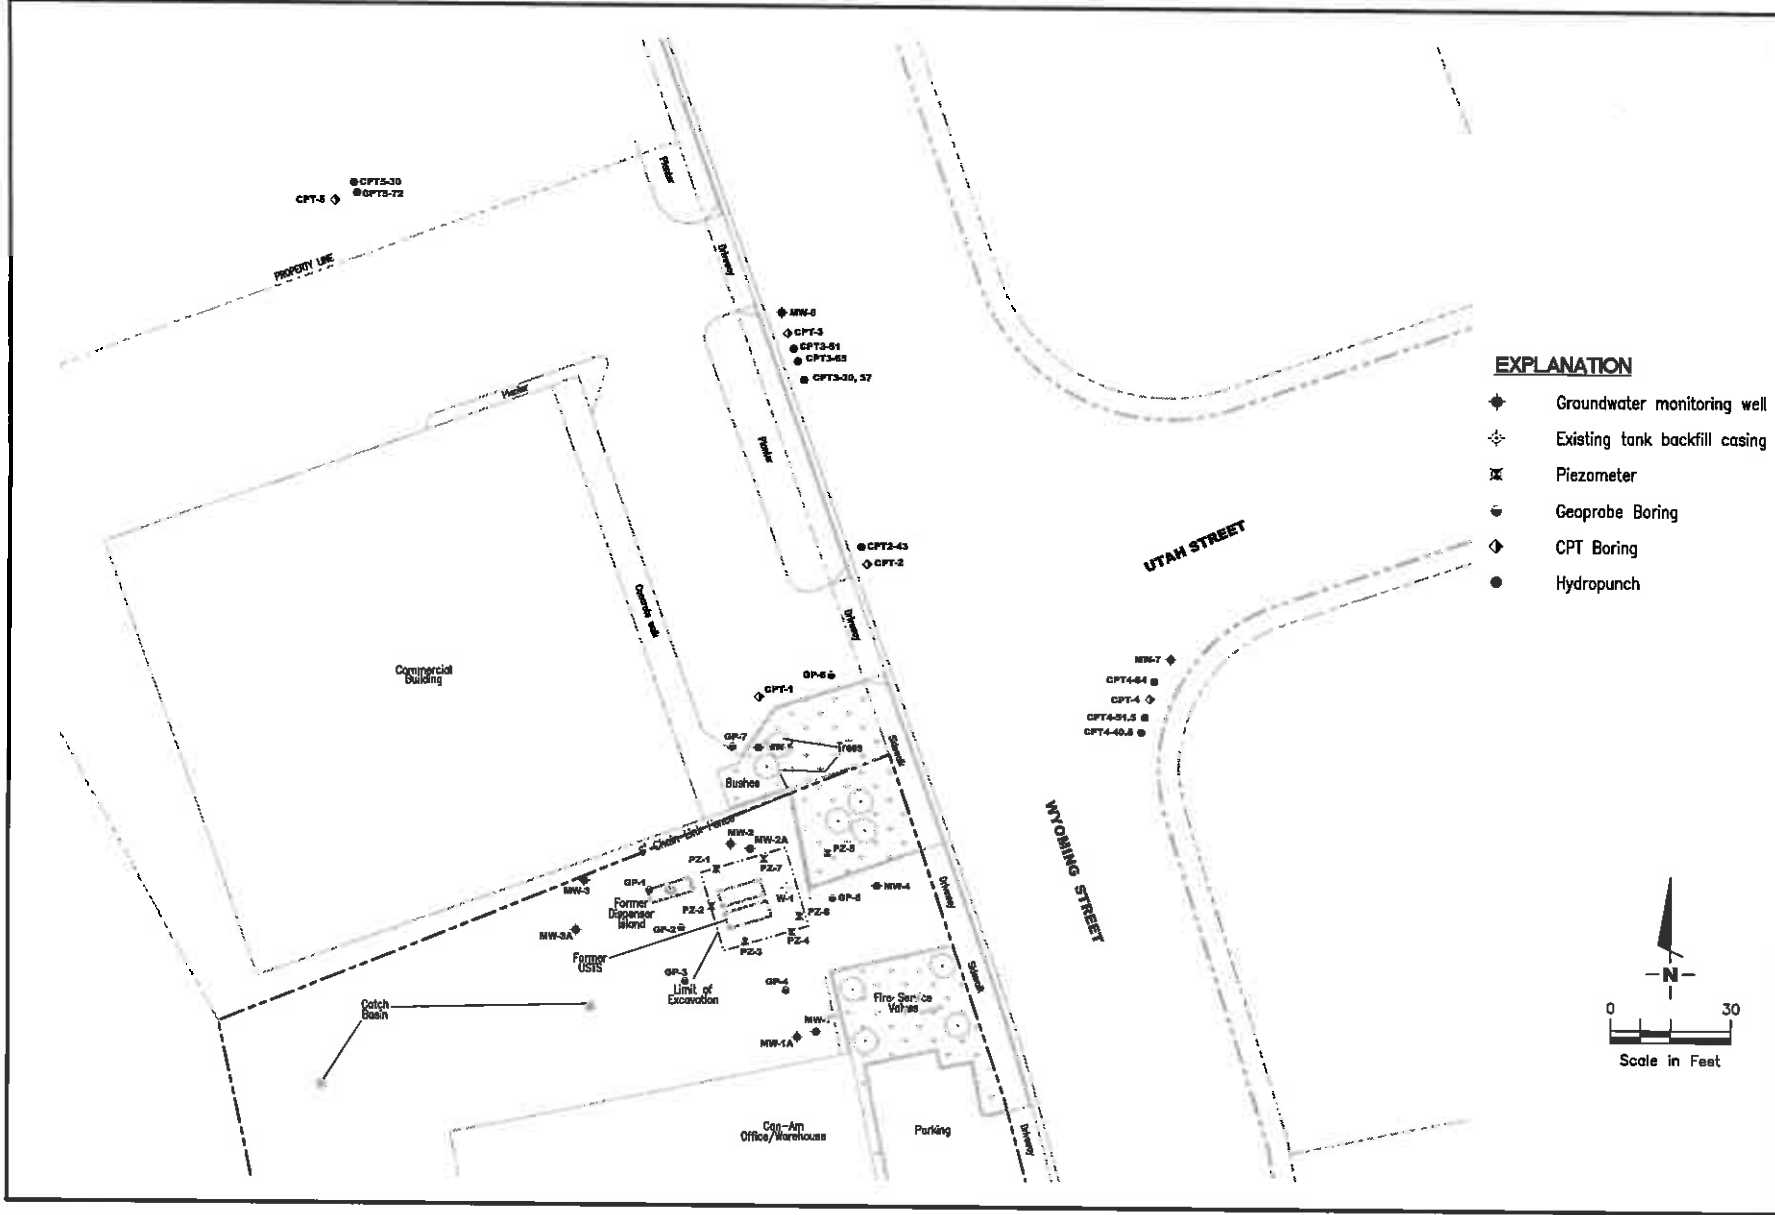 CPT5-30
CPT5-72
CPT-5
PROPERTY LINE
Planter
Driveway
CPT-3
CPT3-51
CPT3-65
CPT3-30, 37
Planter
Planter
EXPLANATION
Groundwater monitoring well
Existing tank backfill casing
Piezometer
Geoprobe Boring
CPT Boring
Hydropunch
UTAH STREET
CPT2-43
CPT-2
Concrete walk
Driveway
Commercial
Building
GP-6
CPT-1
MW-7
CPT4-64
CPT-4
CPT4-51.5
CPT4-40.5
GP-7
Trees
Sidewalk
Bushes
Chain Link Fence
MW-2
MW-2A
PZ-1
PZ-7
PZ-5
WYOMING STREET
MW-3
GP-1
Former
Dispenser
Island
PZ-2
W-1
GP-5
MW-4
Driveway
PZ-6
MW-3A
GP-2
PZ-4
PZ-3
Former
USTS
GP-3
Limit of
Excavation
GP-4
Sidewalk
Fire Service
Valves
Catch
Basin
MW-1A
N
0 30
Scale in Feet
Can-Am
Office/Warehouse
Parking
Driveway